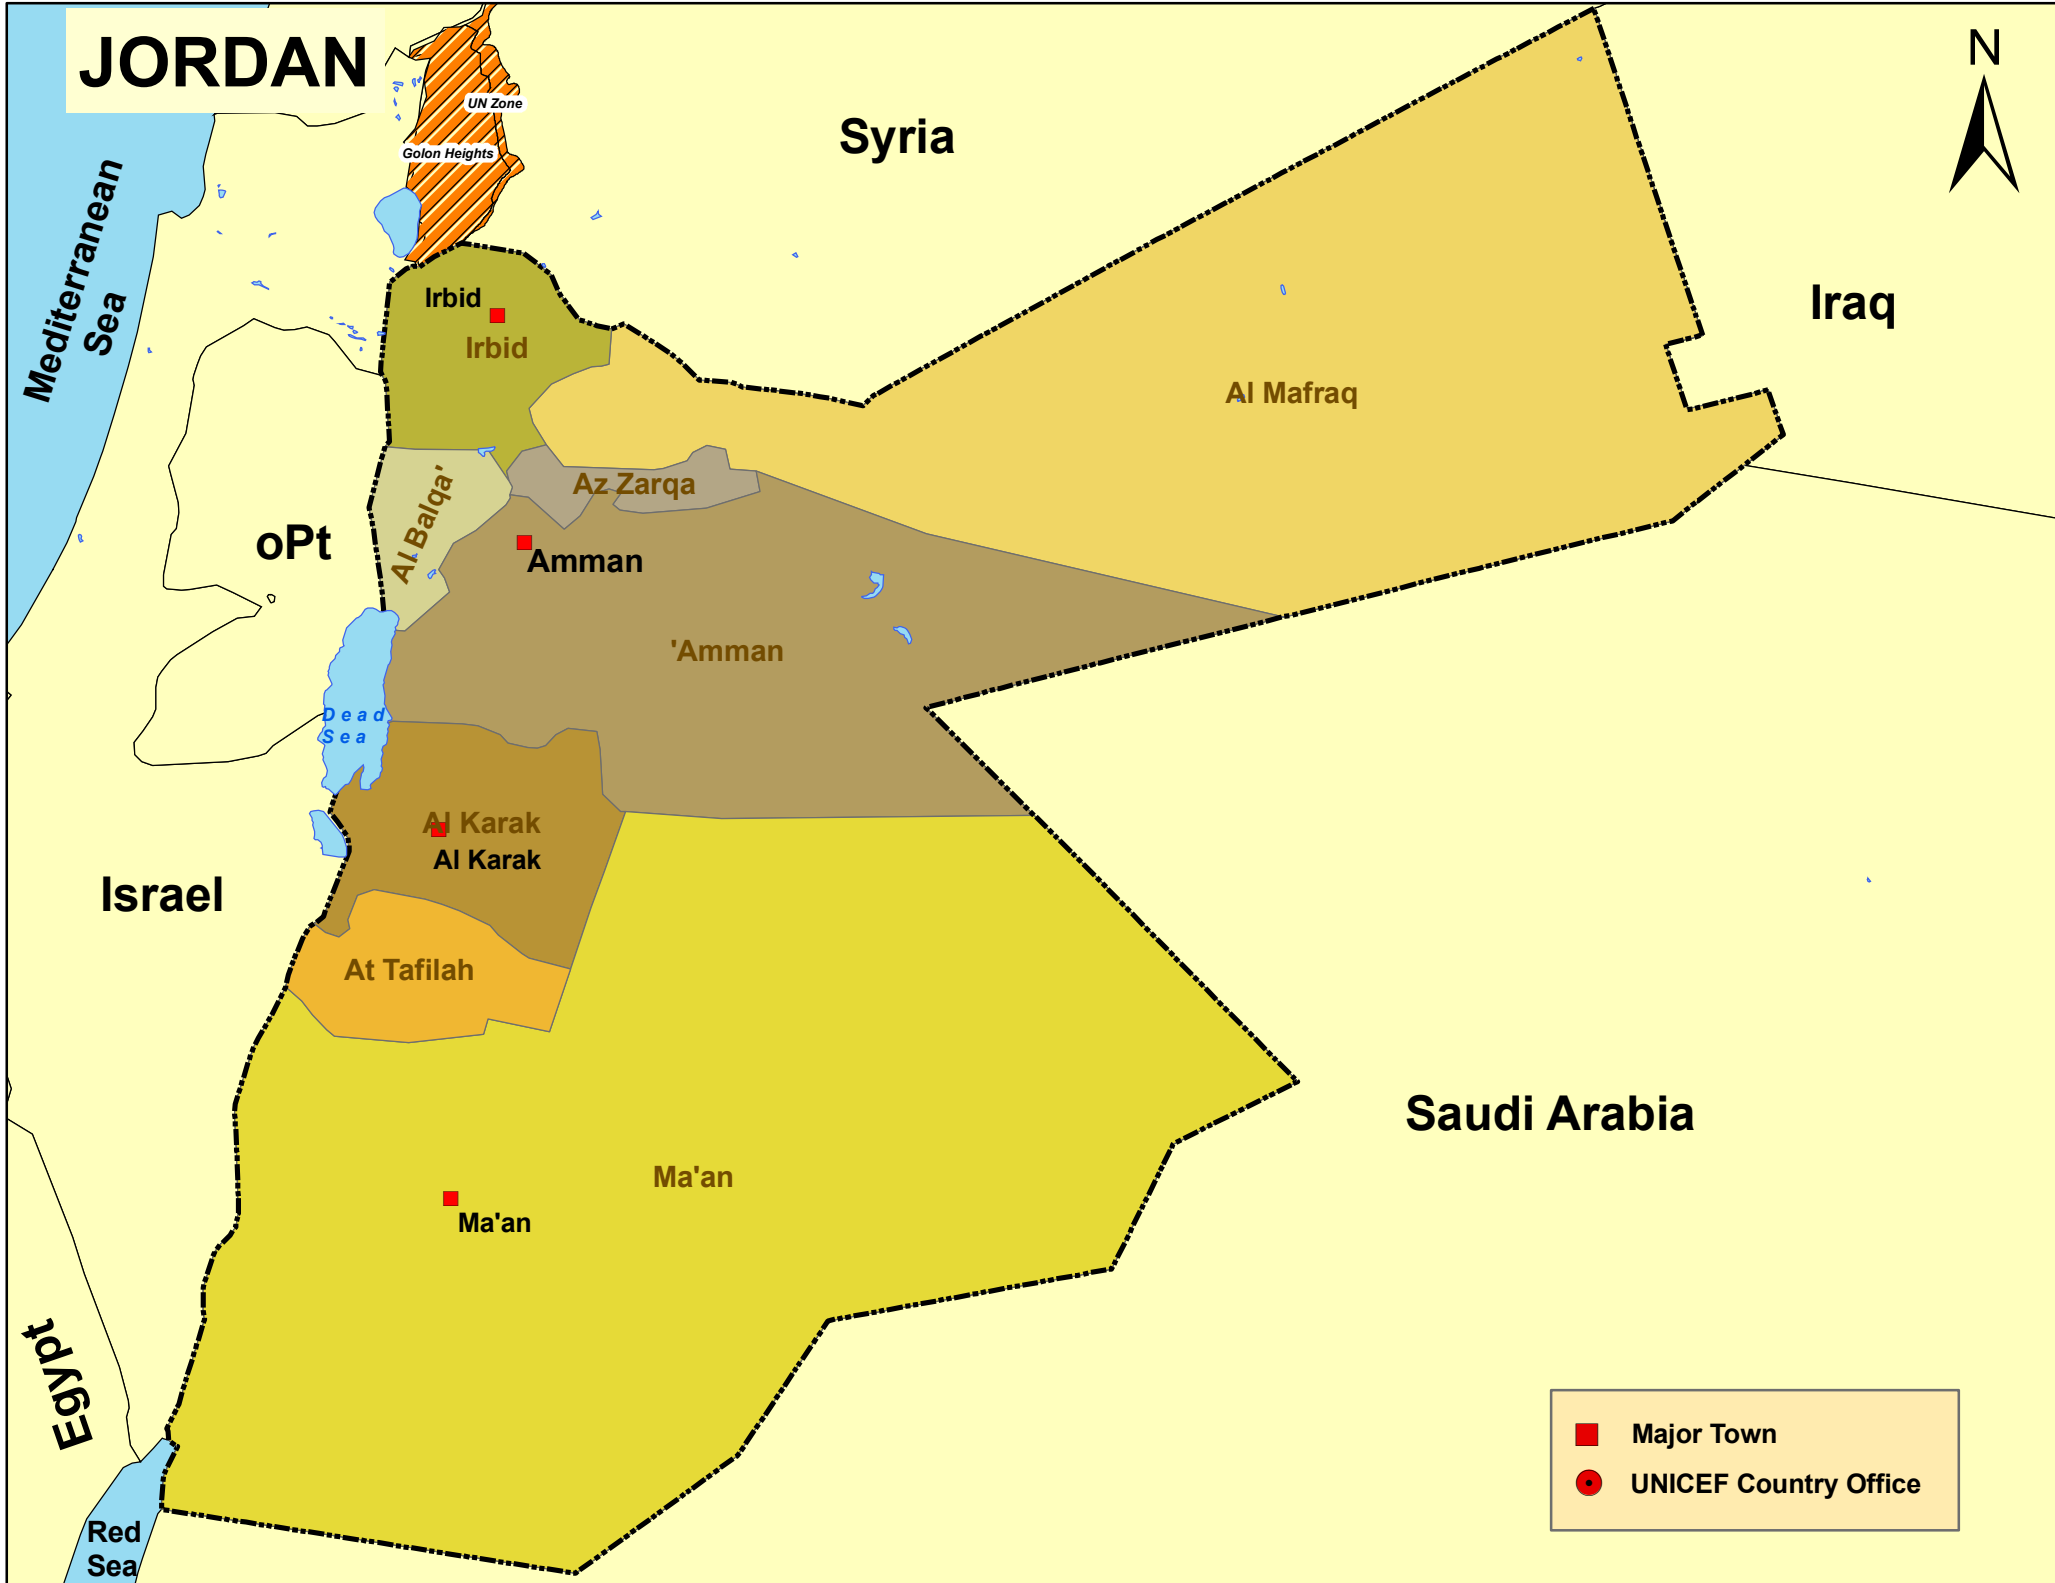 JORDAN
N
UN Zone
Golon Heights
Syria
Mediterranean
Sea
Iraq
Irbid
Irbid
Al Mafraq
Az Zarqa
Al Balqa'
oPt
Amman
'Amman
Dead
Sea
Al Karak
Al Karak
Israel
At Tafilah
Saudi Arabia
Ma'an
Ma'an
Egypt
Major Town
UNICEF Country Office
Red
Sea